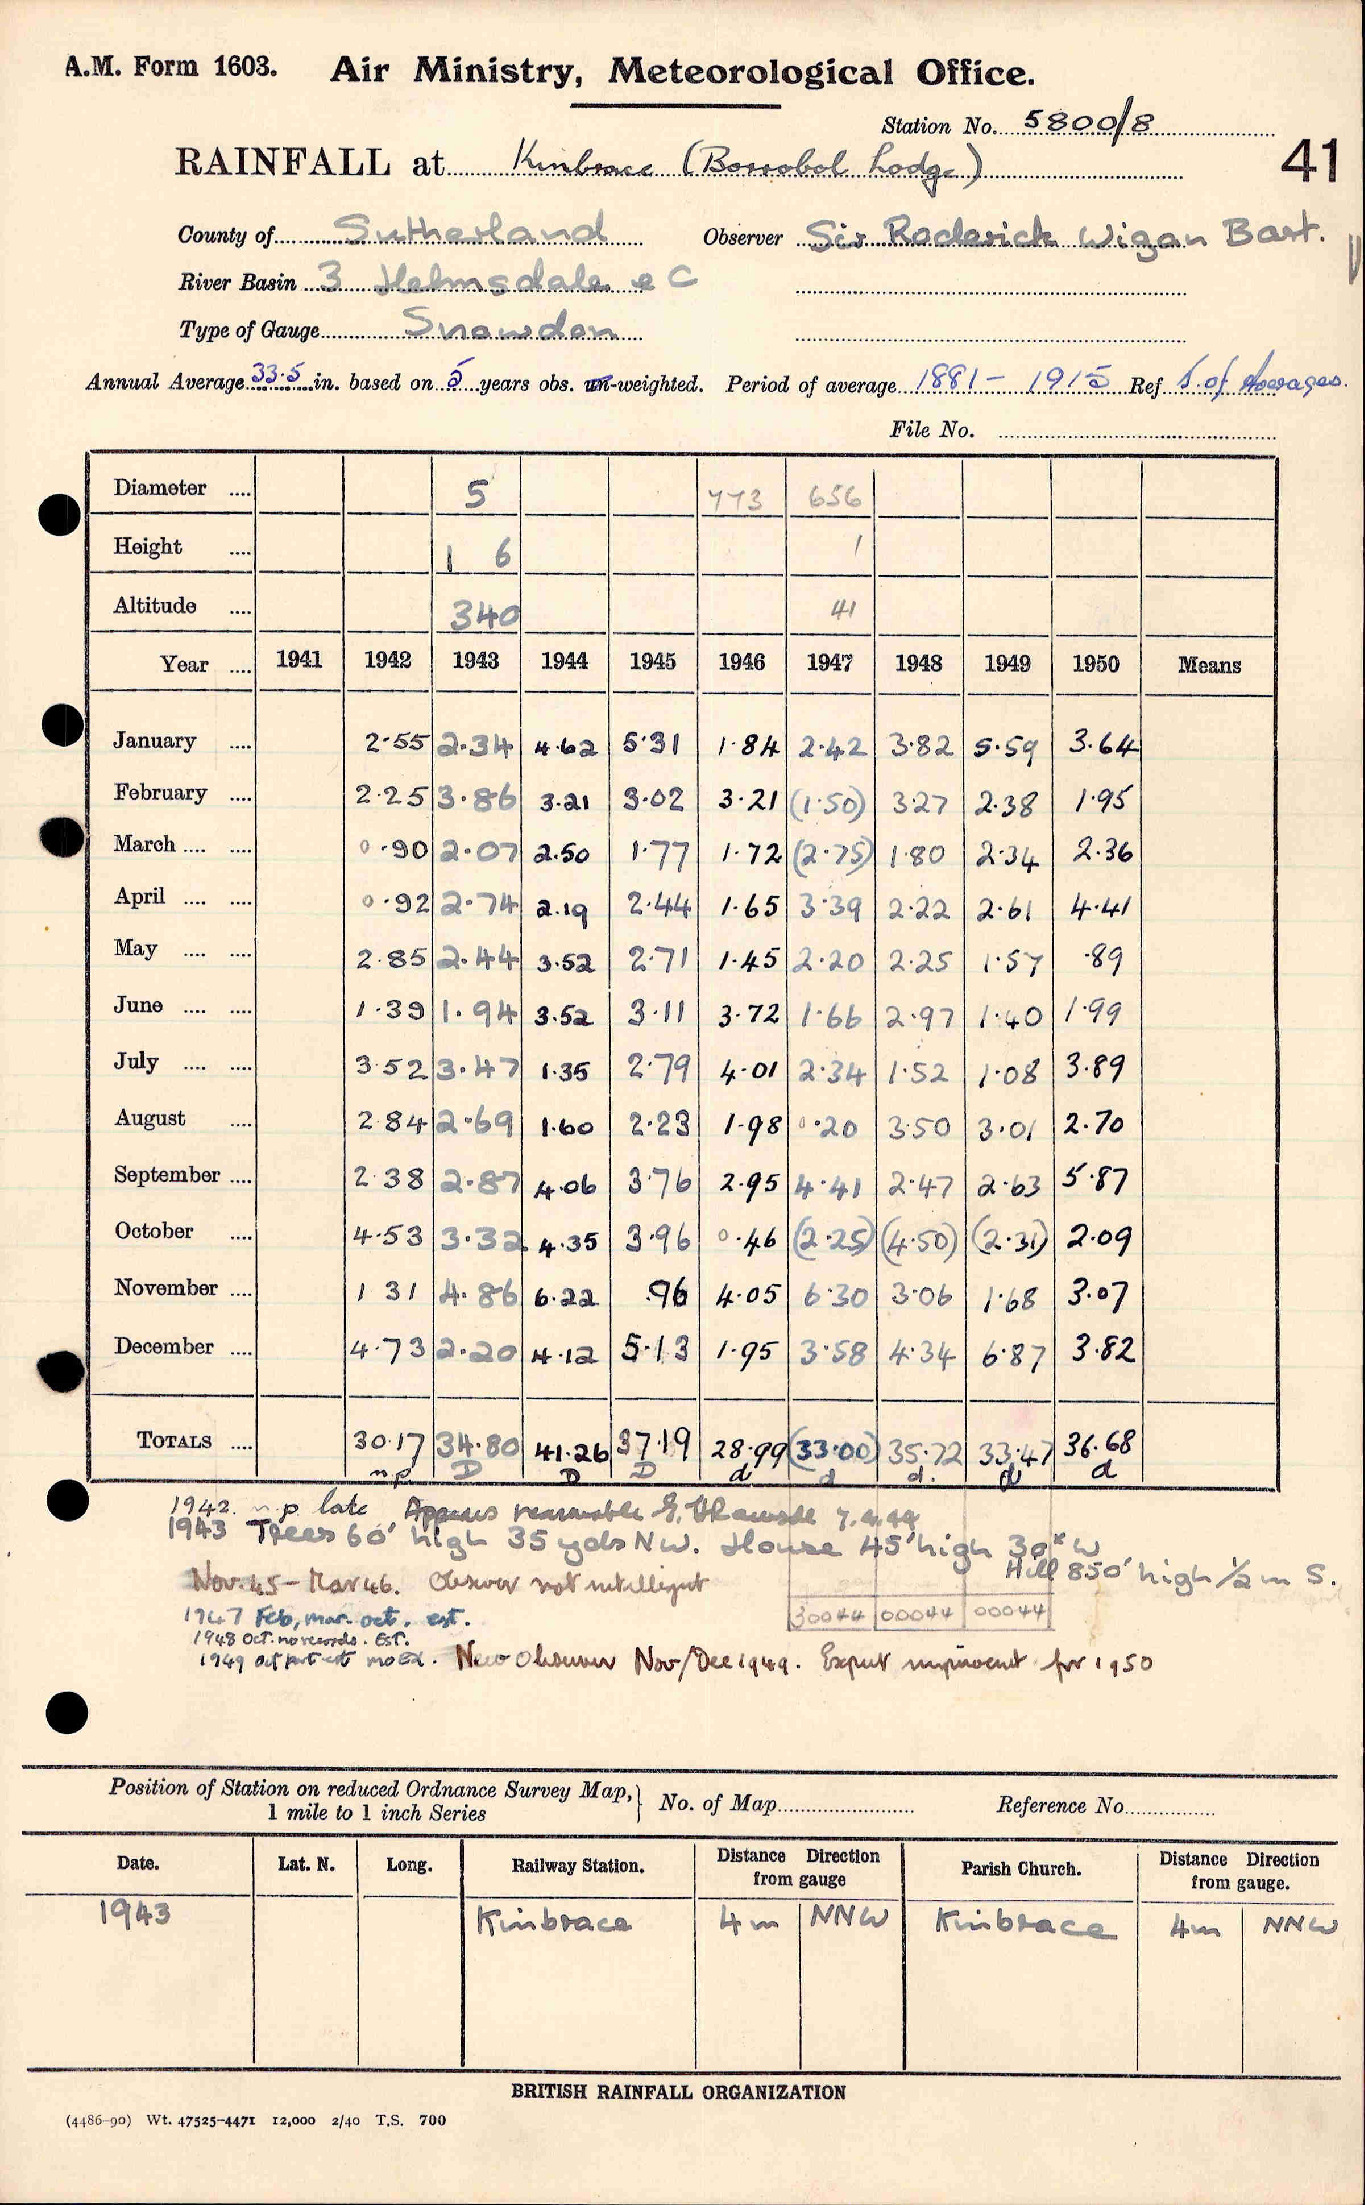 A.M. Form 1603. Air Ministry, Meteorological Office.
Station No. 5800/8
41
RAINFALL at Kinbrace (Borrobol Lodge)
County of Sutherland Observer Sir Roderick Wigan Bart.
River Basin 3 Helmsdale & C
Type of Gauge Snowdon
Annual Average 33.5 in. based on 5 years obs. un-weighted. Period of average 1881 - 1915 Ref S. of Averages.
File No.
Diameter .... 5 773 656
Height .... 1 6 1
Altitude .... 340 41
Year .... 1941 1942 1943 1944 1945 1946 1947 1948 1949 1950 Means
January .... 2.55 2.34 4.62 5.31 1.84 2.42 3.82 5.59 3.64
February .... 2.25 3.86 3.21 3.02 3.21 (1.50) 3.27 2.38 1.95
March .... .... 0.90 2.07 2.50 1.77 1.72 (2.75) 1.80 2.34 2.36
April .... .... 0.92 2.74 2.19 2.44 1.65 3.39 2.22 2.61 4.41
May .... .... 2.85 2.44 3.52 2.71 1.45 2.20 2.25 1.57 .89
June .... .... 1.39 1.94 3.52 3.11 3.72 1.66 2.97 1.40 1.99
July .... .... 3.52 3.47 1.35 2.79 4.01 2.34 1.52 1.08 3.89
August .... 2.84 2.69 1.60 2.23 1.98 0.20 3.50 3.01 2.70
September .... 2.38 2.87 4.06 3.76 2.95 4.41 2.47 2.63 5.87
October .... 4.53 3.32 4.35 3.96 0.46 (2.25) (4.50) (2.31) 2.09
November .... 1 31 4.86 6.22 .96 4.05 6.30 3.06 1.68 3.07
December .... 4.73 2.20 4.12 5.13 1.95 3.58 4.34 6.87 3.82
TOTALS .... 30.17 34.80 41.26 37.19 28.99 (33.00) 35.72 33.47 36.68
n.p. D D D d d d. d d
1942. n.p late Appears reasonable 7.4.44
1943 Trees 60' high 35 yds NW. House 45' high 30* W
Hill 850' high 1/2 m S.
Nov. 45 - Mar 46. Observer not intelligent
30044 00044 00044
1947 Feb, mar. oct. est.
1948 Oct. no records. Est.
1949 oct part est mo Ed. New Observer Nov/Dec 1949. Expect improvement for 1950
Position of Station on reduced Ordnance Survey Map,
1 mile to 1 inch Series } No. of Map Reference No
Date. Lat. N. Long. Railway Station. Distance Direction from gauge Parish Church. Distance Direction from gauge.
1943 Kinbrace 4 m NNW Kinbrace 4m NNW
BRITISH RAINFALL ORGANIZATION
(4486-90) Wt. 47525-4471 12,000 2/40 T.S. 700